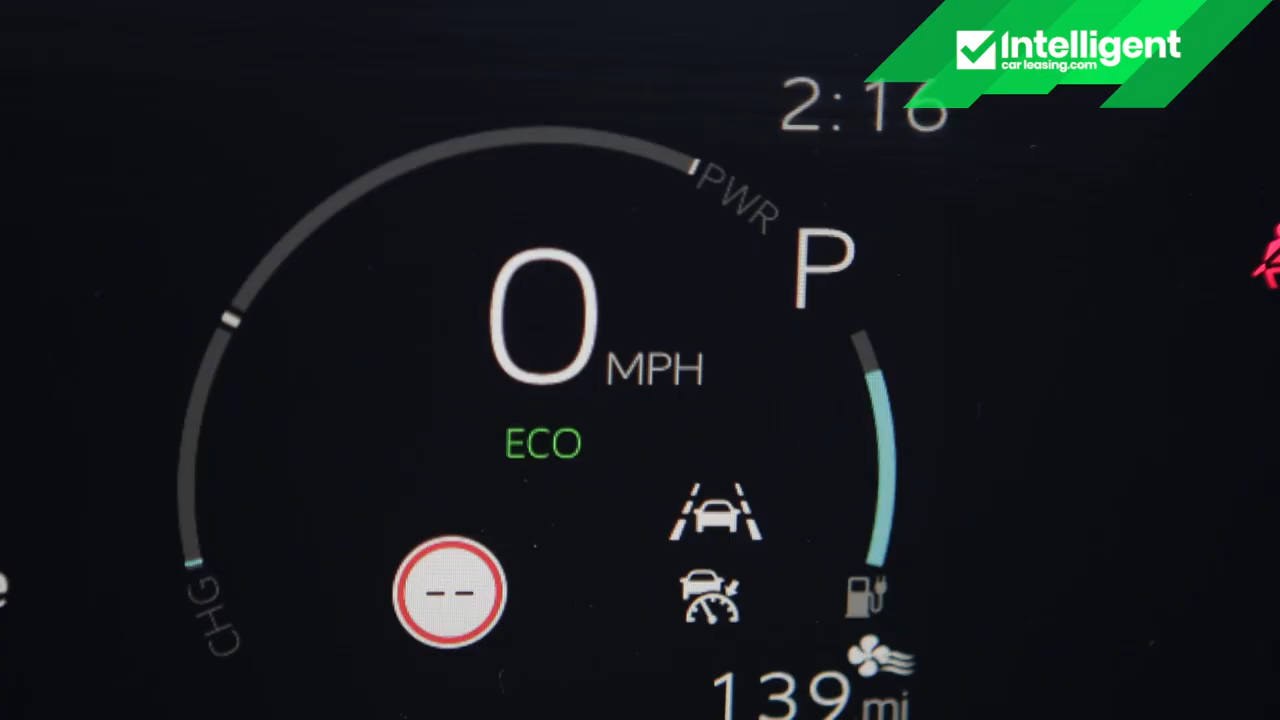 Intelligent
carleasing.com
2:16
PWR
P
0 MPH
ECO
CHG
--
139 mi